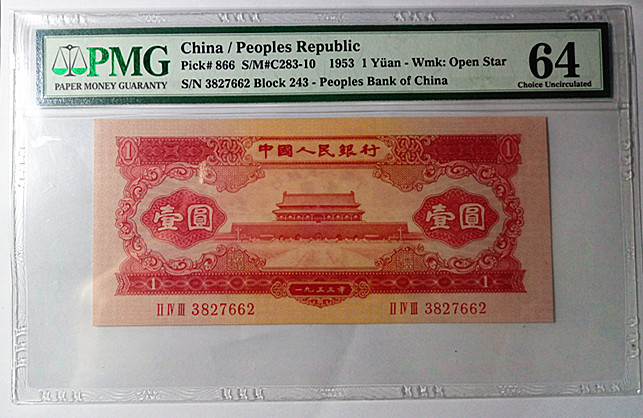 PMG
PAPER MONEY GUARANTY
China / Peoples Republic
Pick# 866 S/M#C283-10 1953 1 Yüan - Wmk: Open Star
S/N 3827662 Block 243 - Peoples Bank of China
64
Choice Uncirculated
1 中國人民銀行 1
壹圓 壹圓
1 一九五三年 1
II IV III 3827662 II IV III 3827662